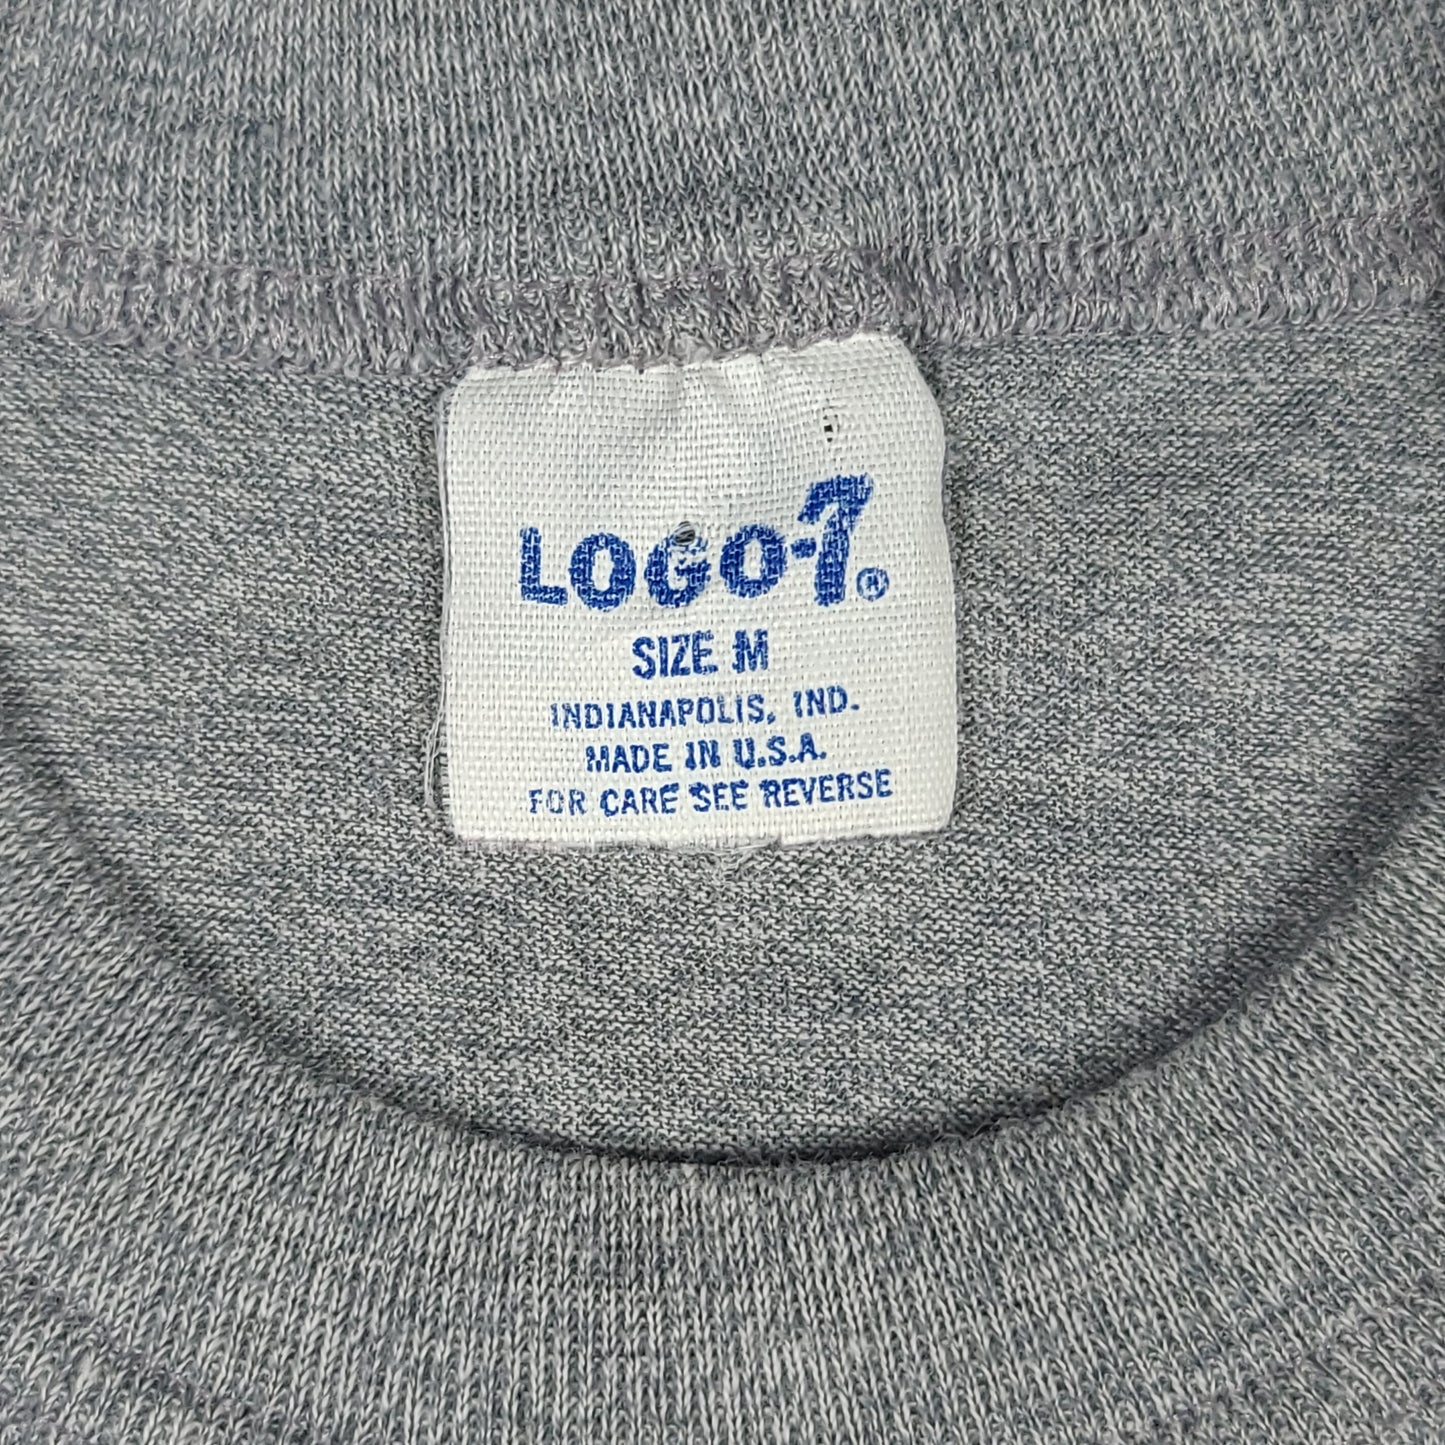 LOGO-7®
SIZE M
INDIANAPOLIS, IND.
MADE IN U.S.A.
FOR CARE SEE REVERSE